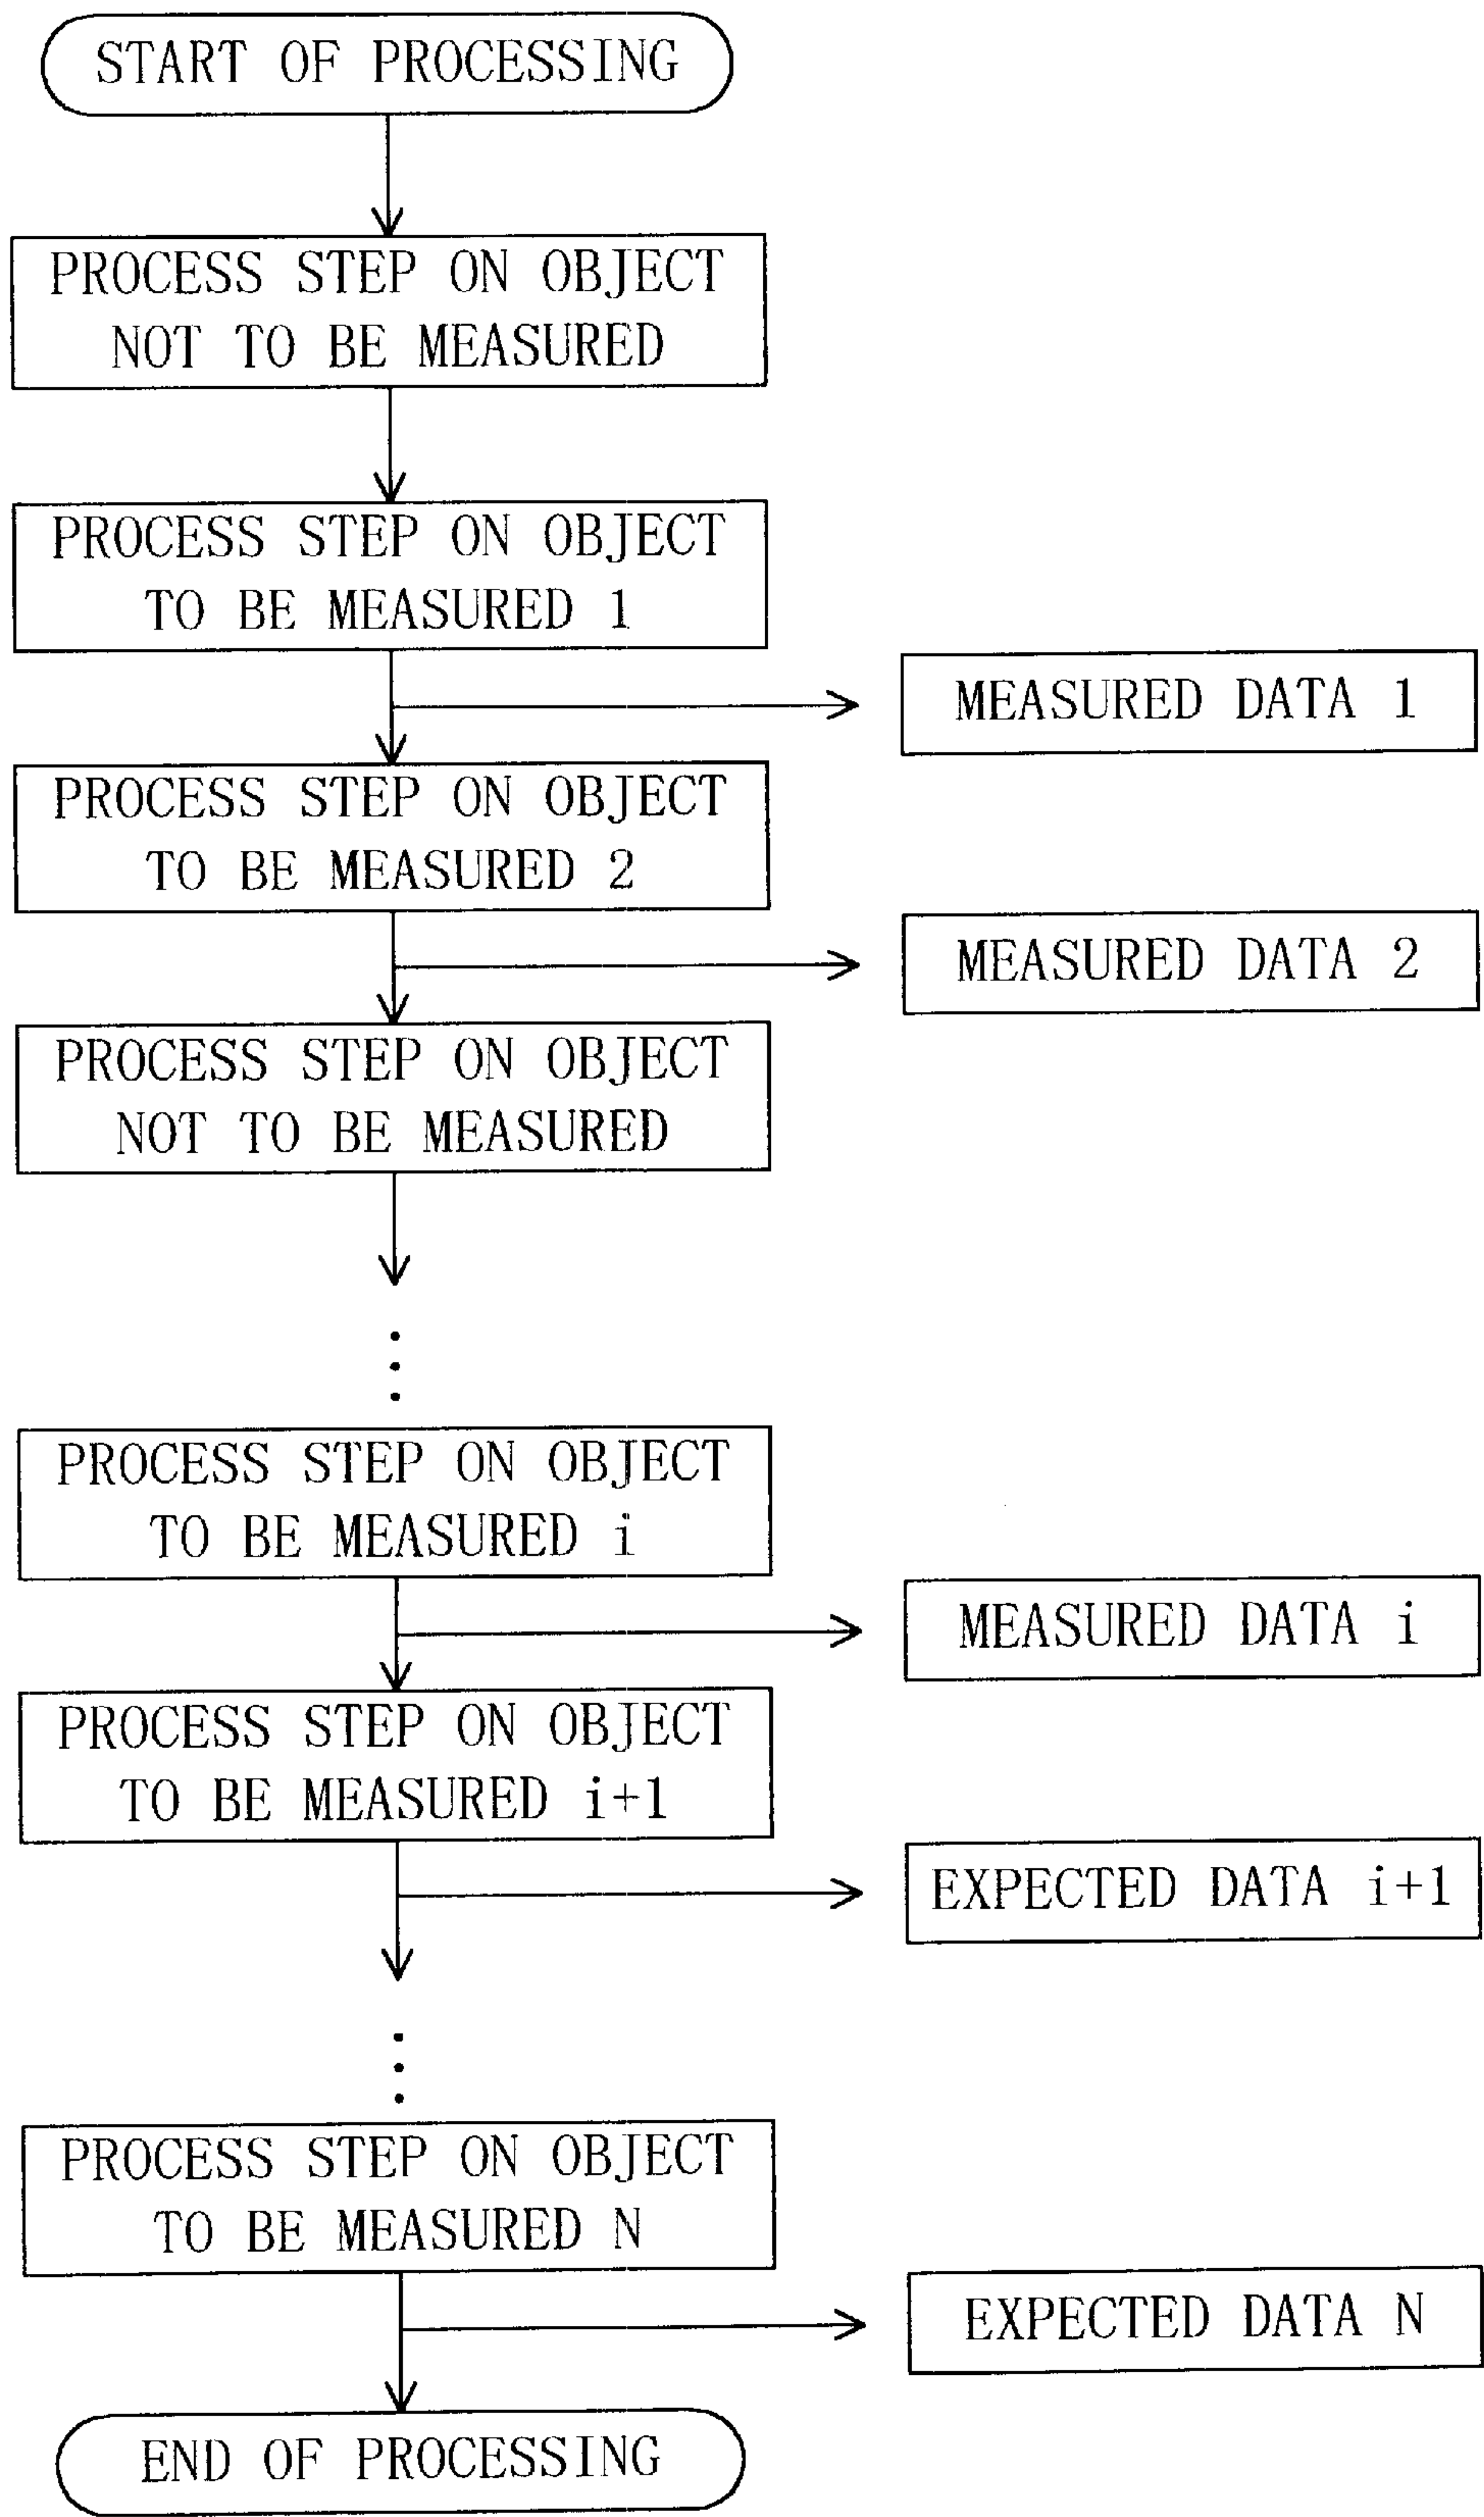 START OF PROCESSING
PROCESS STEP ON OBJECT
NOT TO BE MEASURED
PROCESS STEP ON OBJECT
TO BE MEASURED 1
MEASURED DATA 1
PROCESS STEP ON OBJECT
TO BE MEASURED 2
MEASURED DATA 2
PROCESS STEP ON OBJECT
NOT TO BE MEASURED
PROCESS STEP ON OBJECT
TO BE MEASURED i
MEASURED DATA i
PROCESS STEP ON OBJECT
TO BE MEASURED i+1
EXPECTED DATA i+1
PROCESS STEP ON OBJECT
TO BE MEASURED N
EXPECTED DATA N
END OF PROCESSING